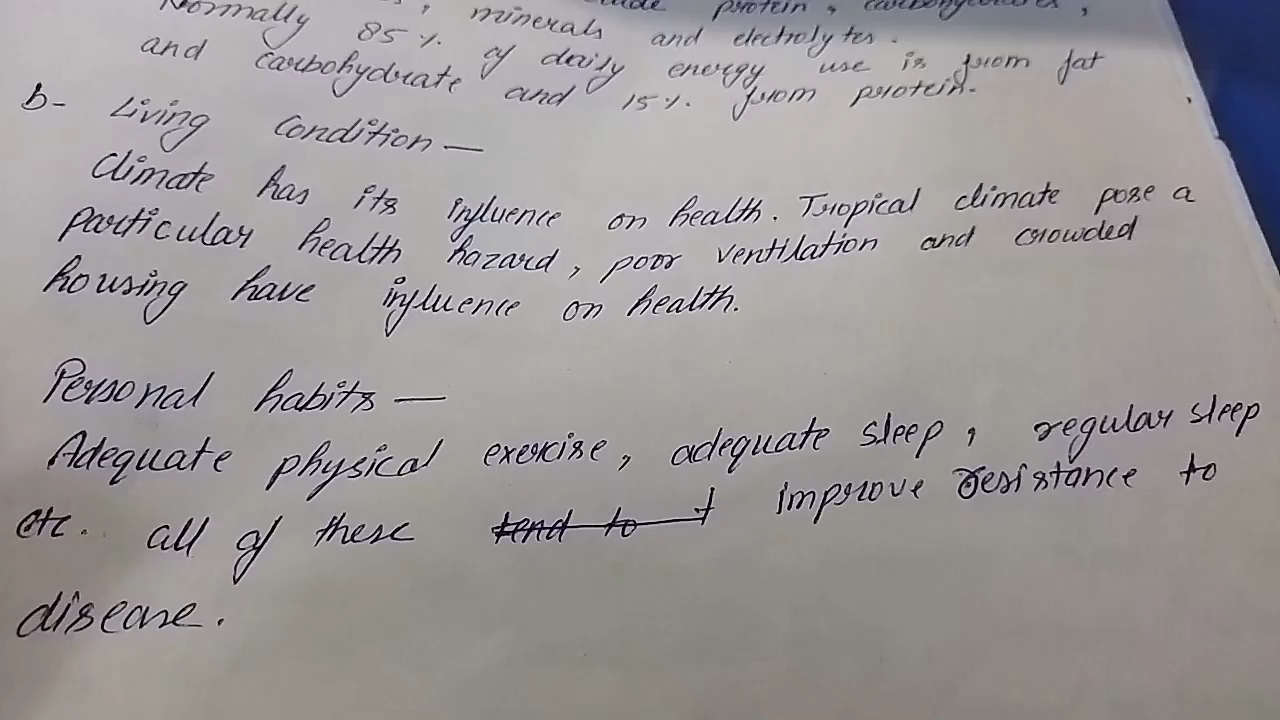 protein, carbohydrates,
, minerals and electrolytes.
Normally 85% of daily energy use is from fat
and carbohydrate and 15% from protein.
b- Living Condition —
Climate has its influence on health. Tropical climate pose a
particular health hazard, poor ventilation and crowded
housing have influence on health.
Personal habits —
Adequate physical exercise, adequate sleep, regular sleep
etc. all of these tend to improve resistance to
disease.